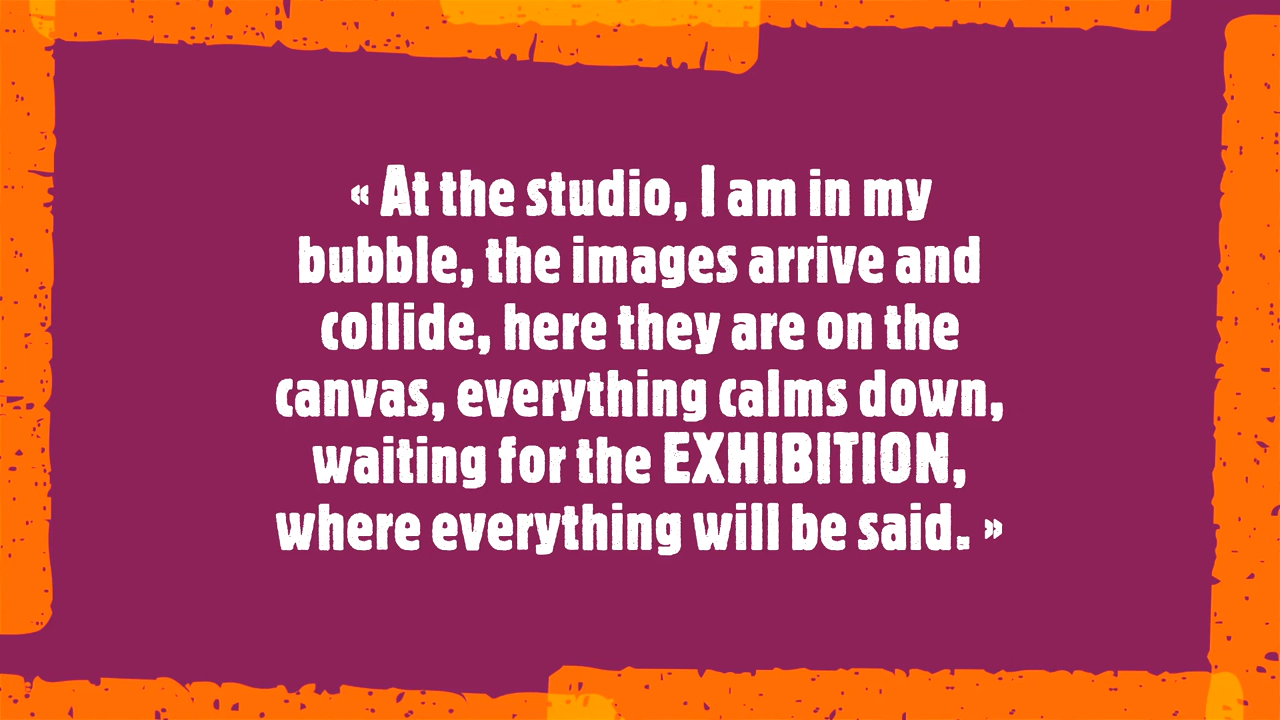 « At the studio, I am in my
bubble, the images arrive and
collide, here they are on the
canvas, everything calms down,
waiting for the EXHIBITION,
where everything will be said. »